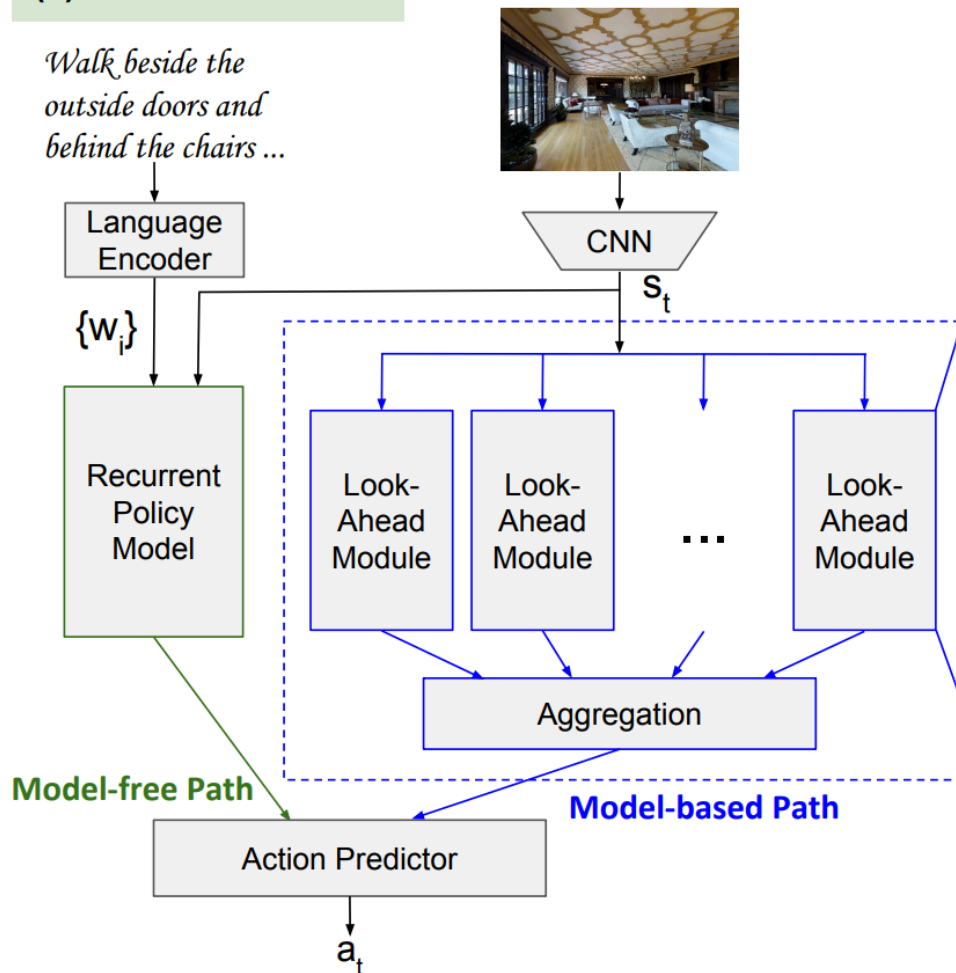 Walk beside the
outside doors and
behind the chairs ...
Language
Encoder
CNN
{w_i}
s_t
Recurrent
Policy
Model
Look-
Ahead
Module
Look-
Ahead
Module
...
Look-
Ahead
Module
Aggregation
Model-free Path
Model-based Path
Action Predictor
a_t